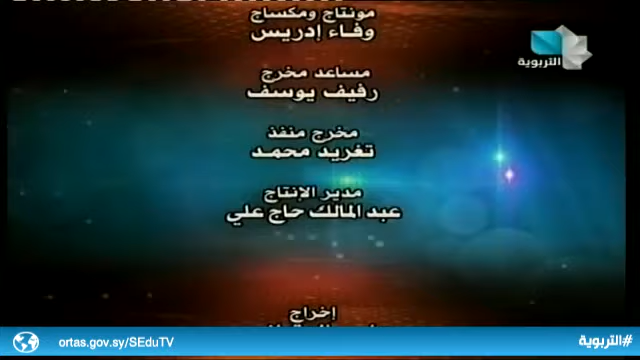 مونتاج ومكساج
وفاء إدريس
التربوية
مساعد مخرج
رفيف يوسف
مخرج منفذ
تغريد محمد
مدير الإنتاج
عبد المالك حاج علي
إخراج
ortas.gov.sy/SEduTV
#التربوية